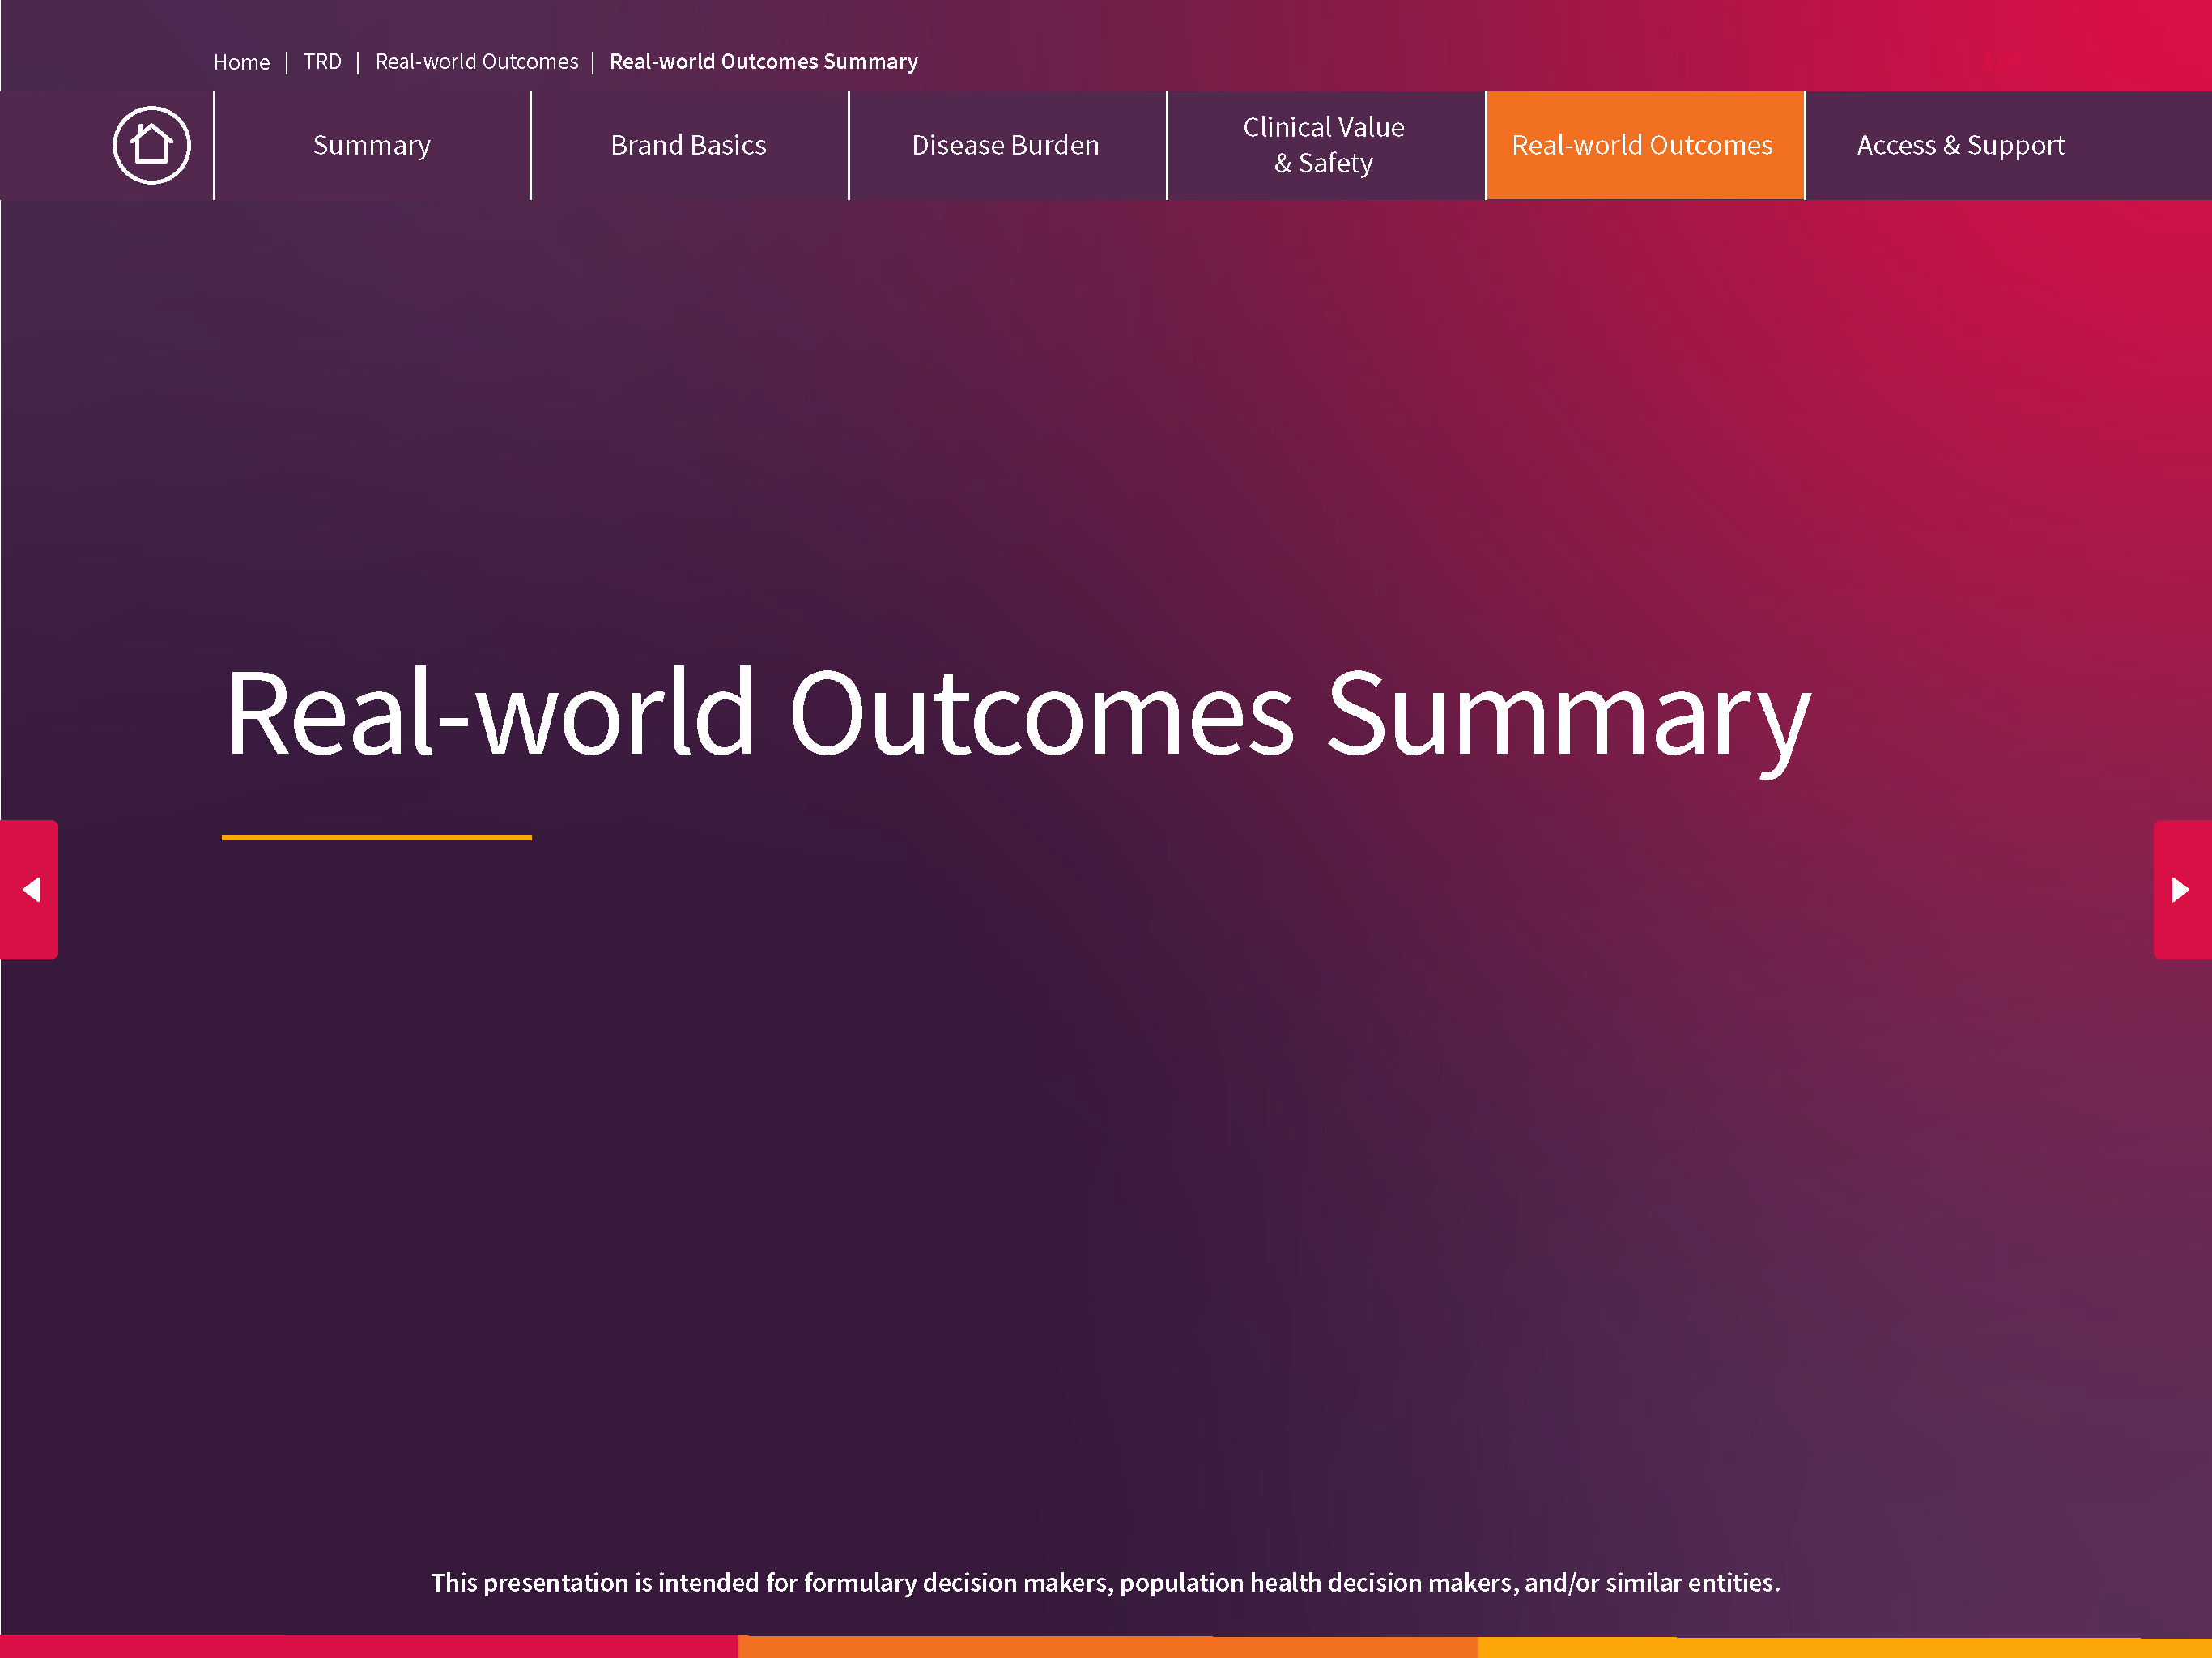 Home | TRD | Real-world Outcomes | Real-world Outcomes Summary
Summary
Brand Basics
Disease Burden
Clinical Value
& Safety
Real-world Outcomes
Access & Support
Real-world Outcomes Summary
This presentation is intended for formulary decision makers, population health decision makers, and/or similar entities.